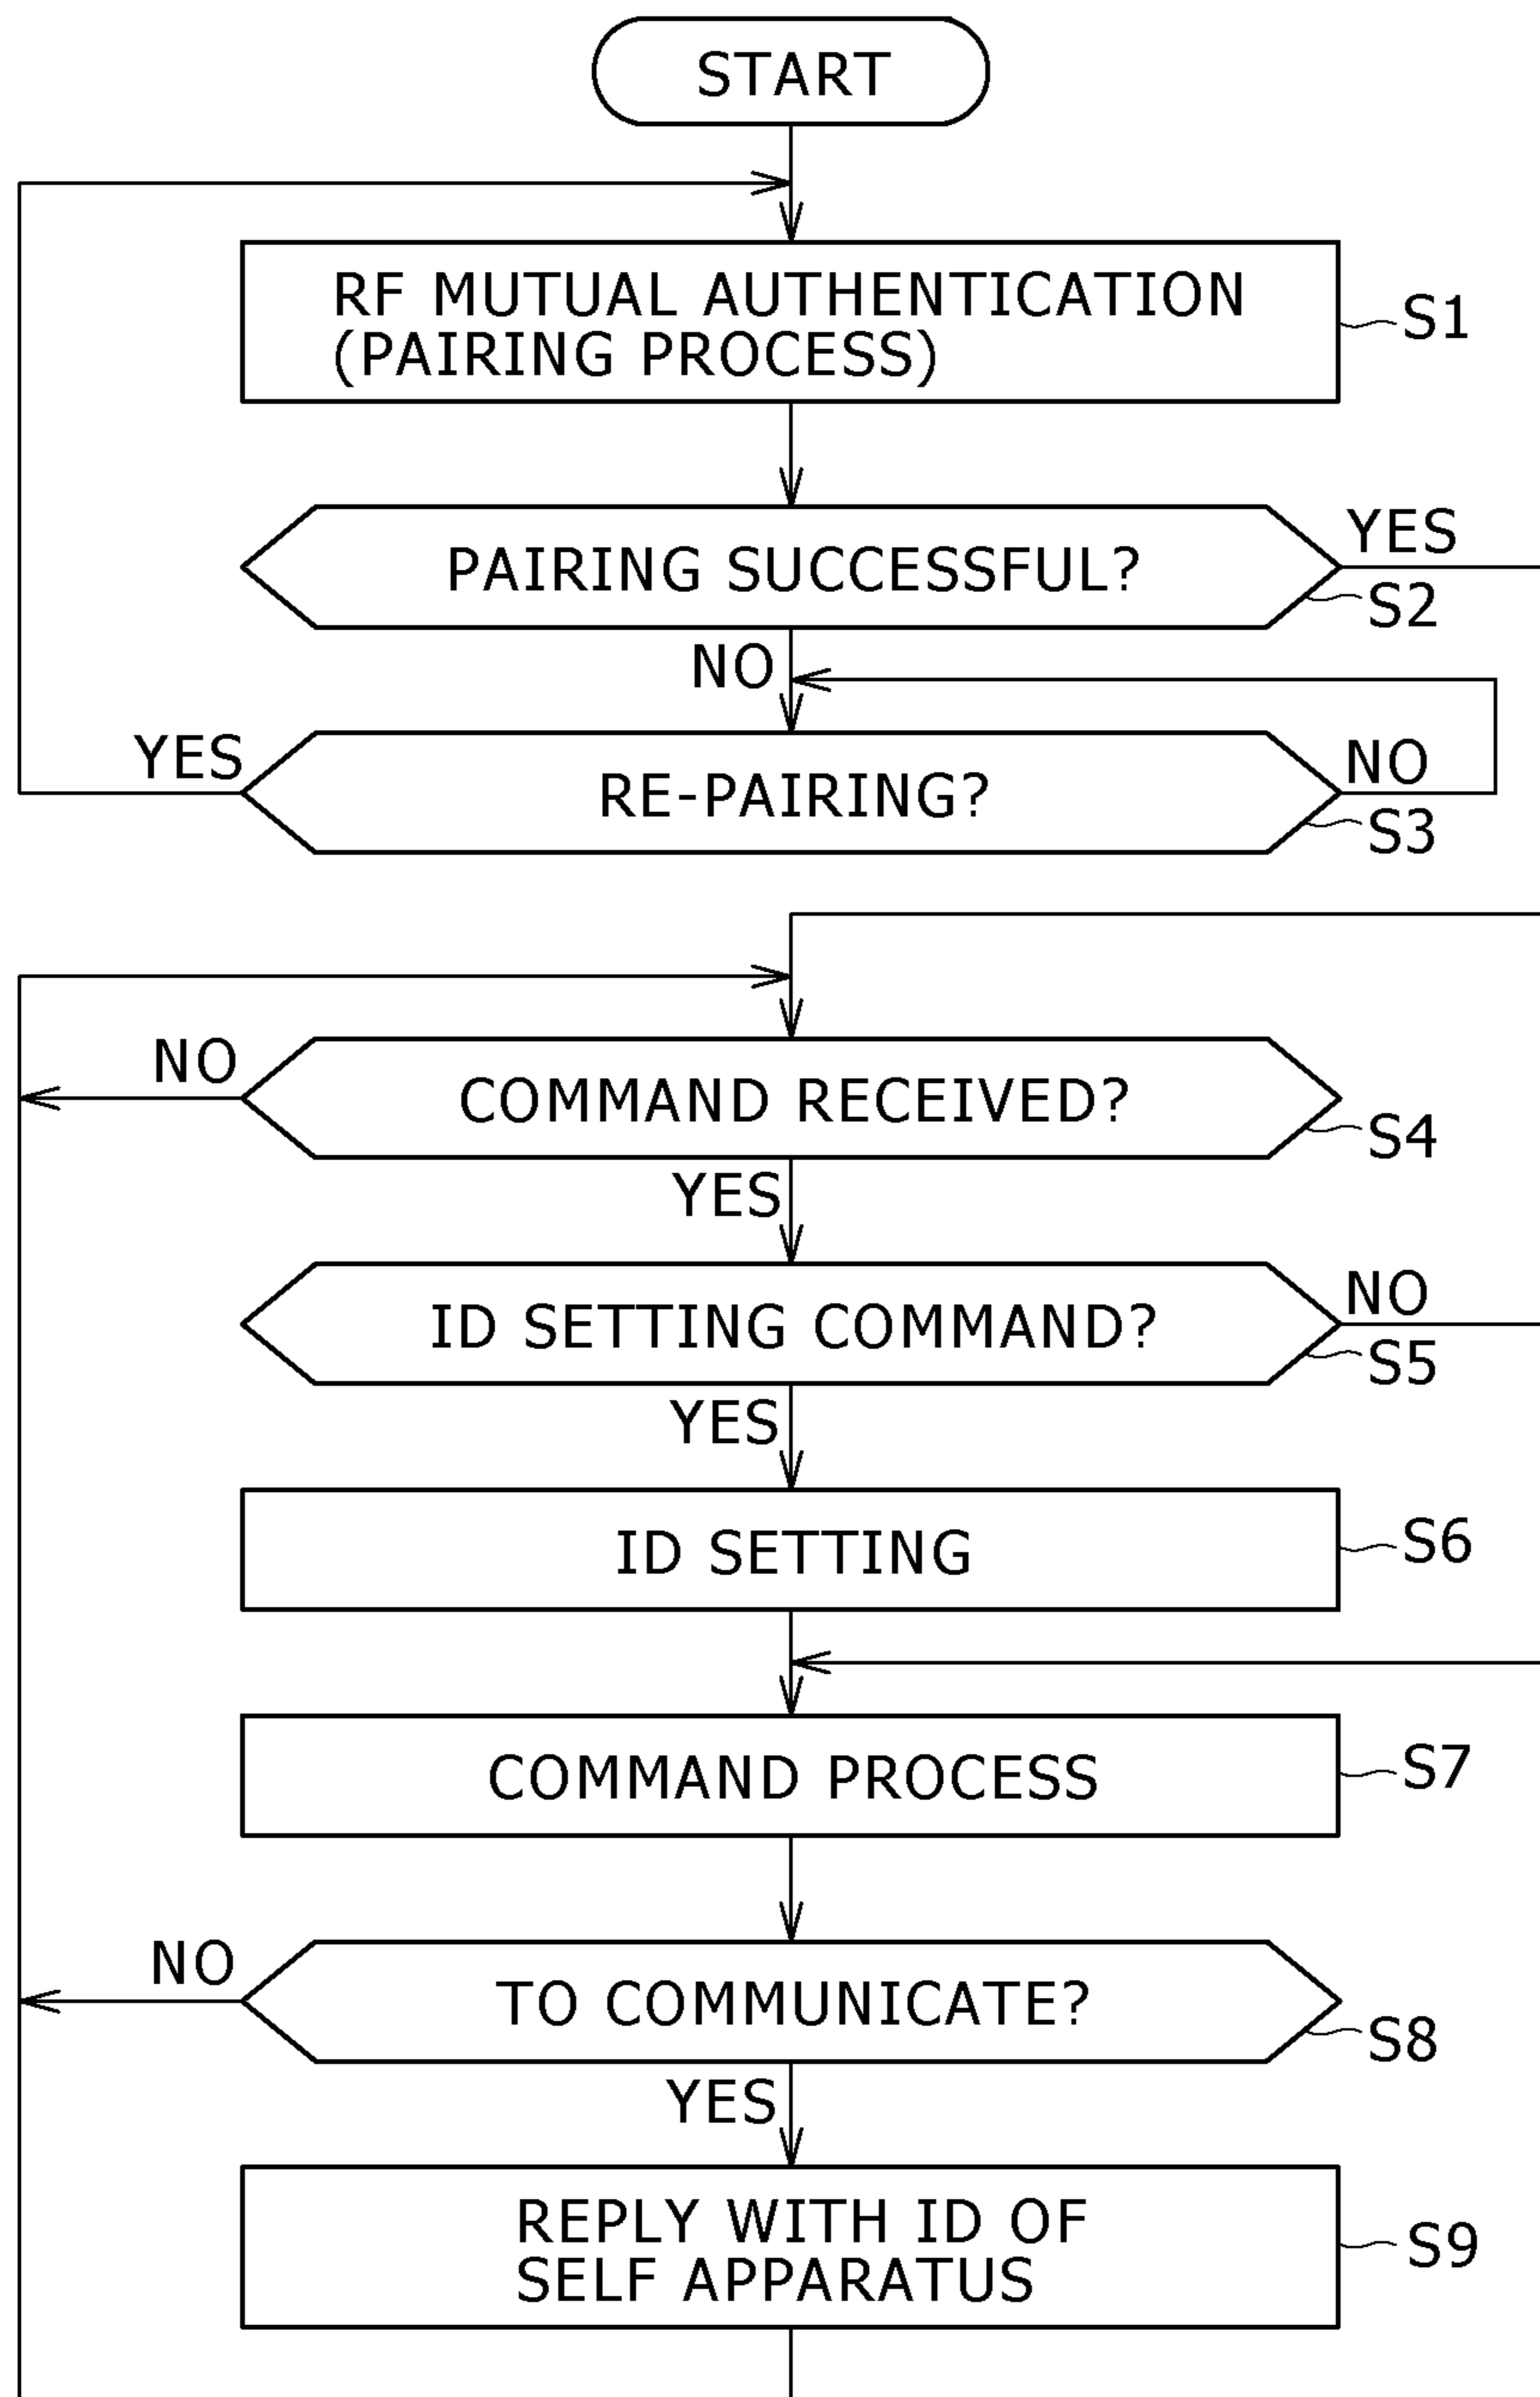 START
RF MUTUAL AUTHENTICATION
(PAIRING PROCESS)
S1
PAIRING SUCCESSFUL?
YES
S2
NO
YES
RE-PAIRING?
NO
S3
NO
COMMAND RECEIVED?
S4
YES
ID SETTING COMMAND?
NO
S5
YES
ID SETTING
S6
COMMAND PROCESS
S7
NO
TO COMMUNICATE?
S8
YES
REPLY WITH ID OF
SELF APPARATUS
S9